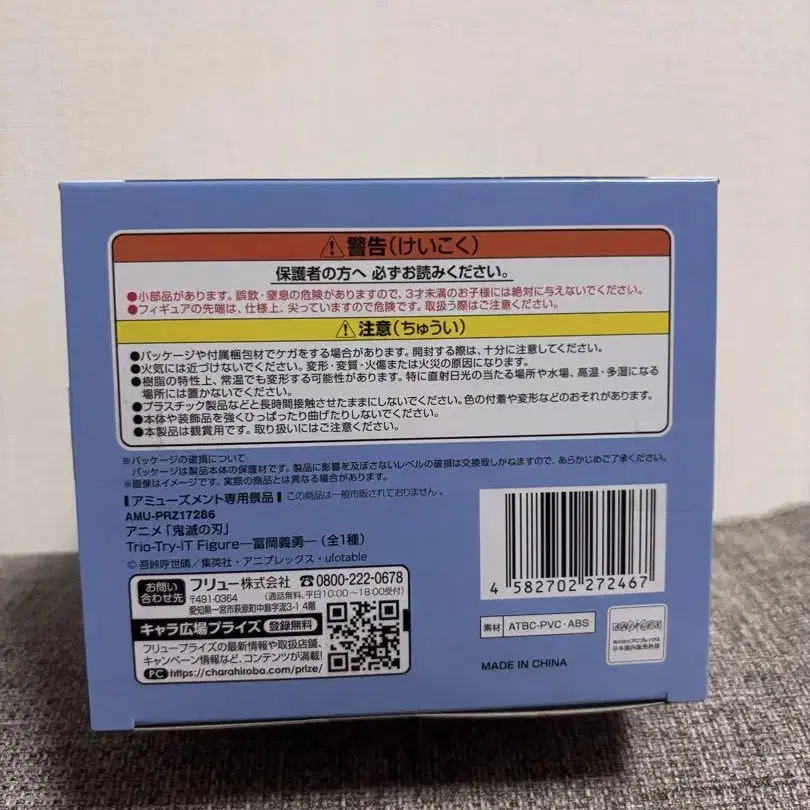 ⚠警告(けいこく)
保護者の方へ 必ずお読みください。
●小部品があります。誤飲・窒息の危険がありますので、3才未満のお子様には絶対に与えないでください。
●フィギュアの先端は、仕様上、尖っていますので危険です。取扱う際はご注意ください。
⚠注意(ちゅうい)
●パッケージや付属梱包材でケガをする場合があります。開封する際は、十分に注意してください。
●火気には近づけないでください。変形・変質・火傷または火災の原因になります。
●樹脂の特性上、常温でも変形する可能性があります。特に直射日光の当たる場所や水場、高温・多湿になる
場所には置かないでください。
●プラスチック製品などと長時間接触させたままにしないでください。色の付着や変形などのおそれがあります。
●本体や装飾品を強くひっぱったり曲げたりしないでください。
●本製品は観賞用です。取り扱いにはご注意ください。
※パッケージの破損について
パッケージは製品本体の保護材です。製品に影響を及ぼさないレベルの破損は交換致しかねますので、あらかじめご了承ください。
※画像はイメージです。実際の商品とは異なる場合があります。
【アミューズメント専用景品】この商品は一般市販されておりません。
AMU-PRZ17286
アニメ「鬼滅の刃」
Trio-Try-iT Figure―冨岡義勇―(全1種)
© 吾峠呼世晴/集英社・アニプレックス・ufotable
お問い合わせ先
フリュー株式会社 ☎0800-222-0678
〒491-0364 (通話無料、平日10:00~18:00受付)
愛知県一宮市萩原町中島字流3-1 4階
キャラ広場プライズ 登録無料
フリュープライズの最新情報や取扱店舗、
キャンペーン情報など、コンテンツが満載!
PC https://charahiroba.com/prize/
4 582702 272467
素材 ATBC-PVC・ABS
MADE IN CHINA
ANIPLEX
株式会社アニプレックス
日本国内販売許諾